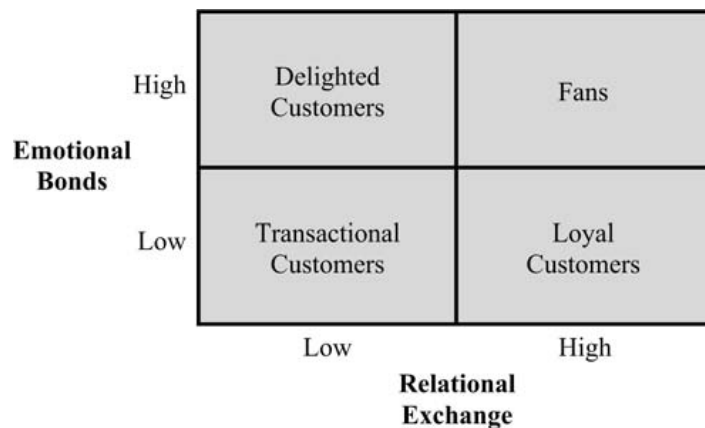 High
Delighted
Customers
Fans
Emotional
Bonds
Low
Transactional
Customers
Loyal
Customers
Low
High
Relational
Exchange